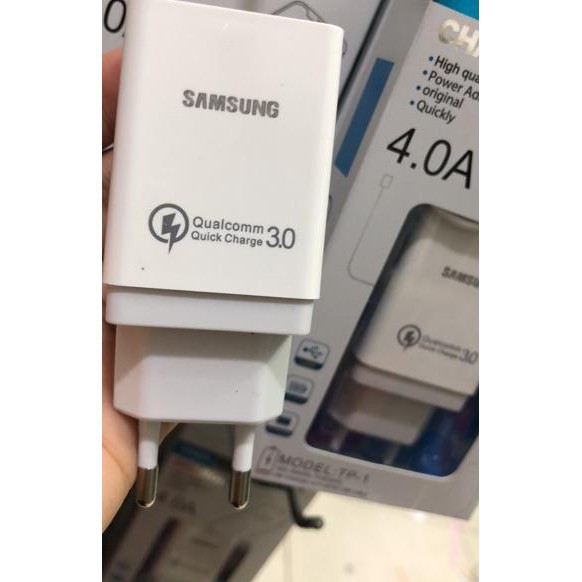 SAMSUNG
Qualcomm
Quick Charge 3.0
CH
• High qua
• Power Ad
• original
• Quickly
4.0A
SAMSU
Qualcomm
Quick Charge 3.0
MODEL:TP-1